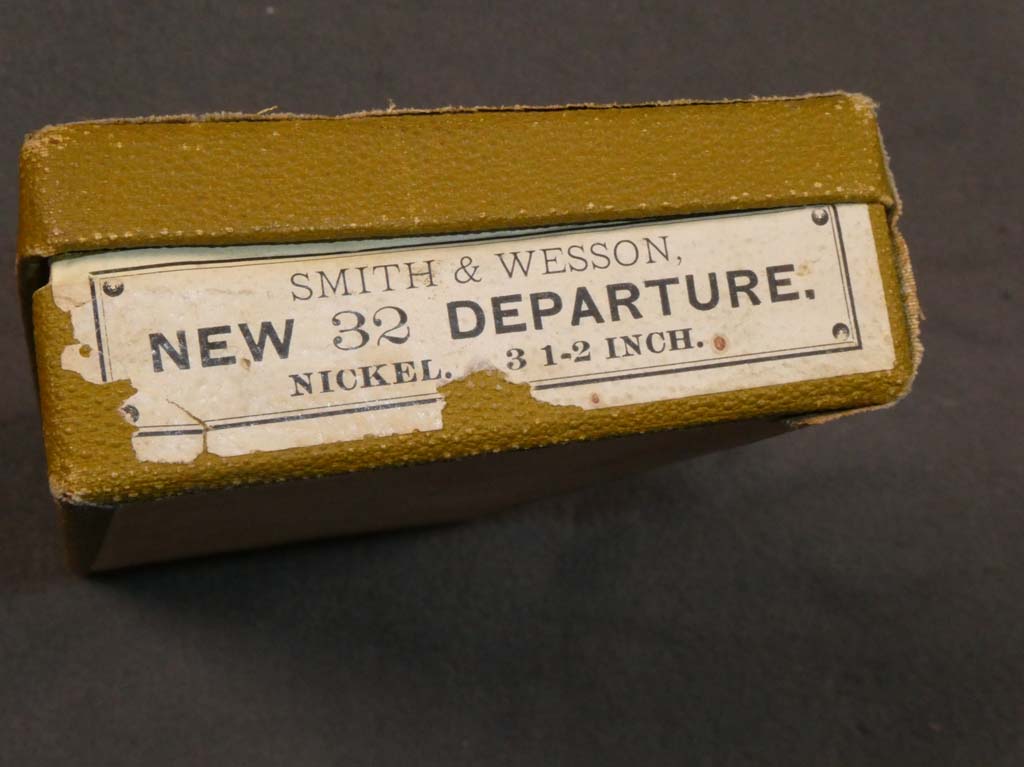 SMITH & WESSON,
NEW 32 DEPARTURE.
NICKEL. 3 1-2 INCH.